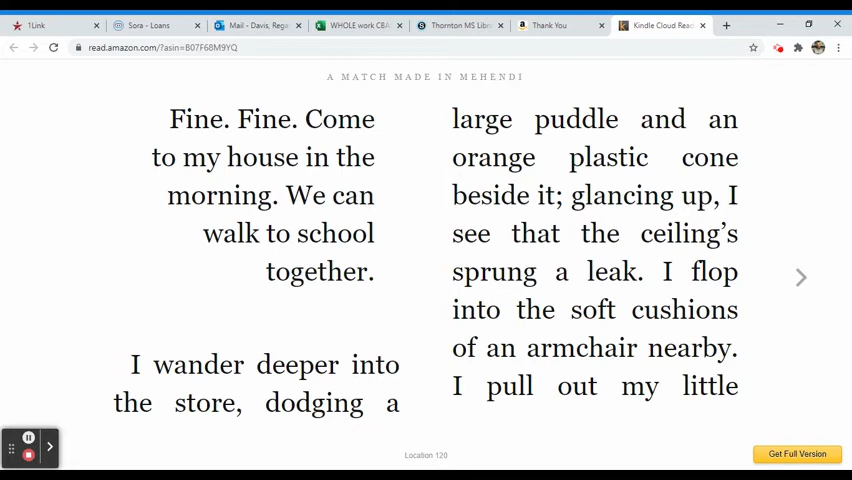 1Link
Sora - Loans
Mail - Davis, Rega
WHOLE work CBA
Thornton MS Libr
Thank You
Kindle Cloud Read
read.amazon.com/?asin=B07F68M9YQ
A MATCH MADE IN MEHENDI
Fine. Fine. Come
to my house in the
morning. We can
walk to school
together.
I wander deeper into
the store, dodging a
large puddle and an
orange plastic cone
beside it; glancing up, I
see that the ceiling’s
sprung a leak. I flop
into the soft cushions
of an armchair nearby.
I pull out my little
Location 120
Get Full Version